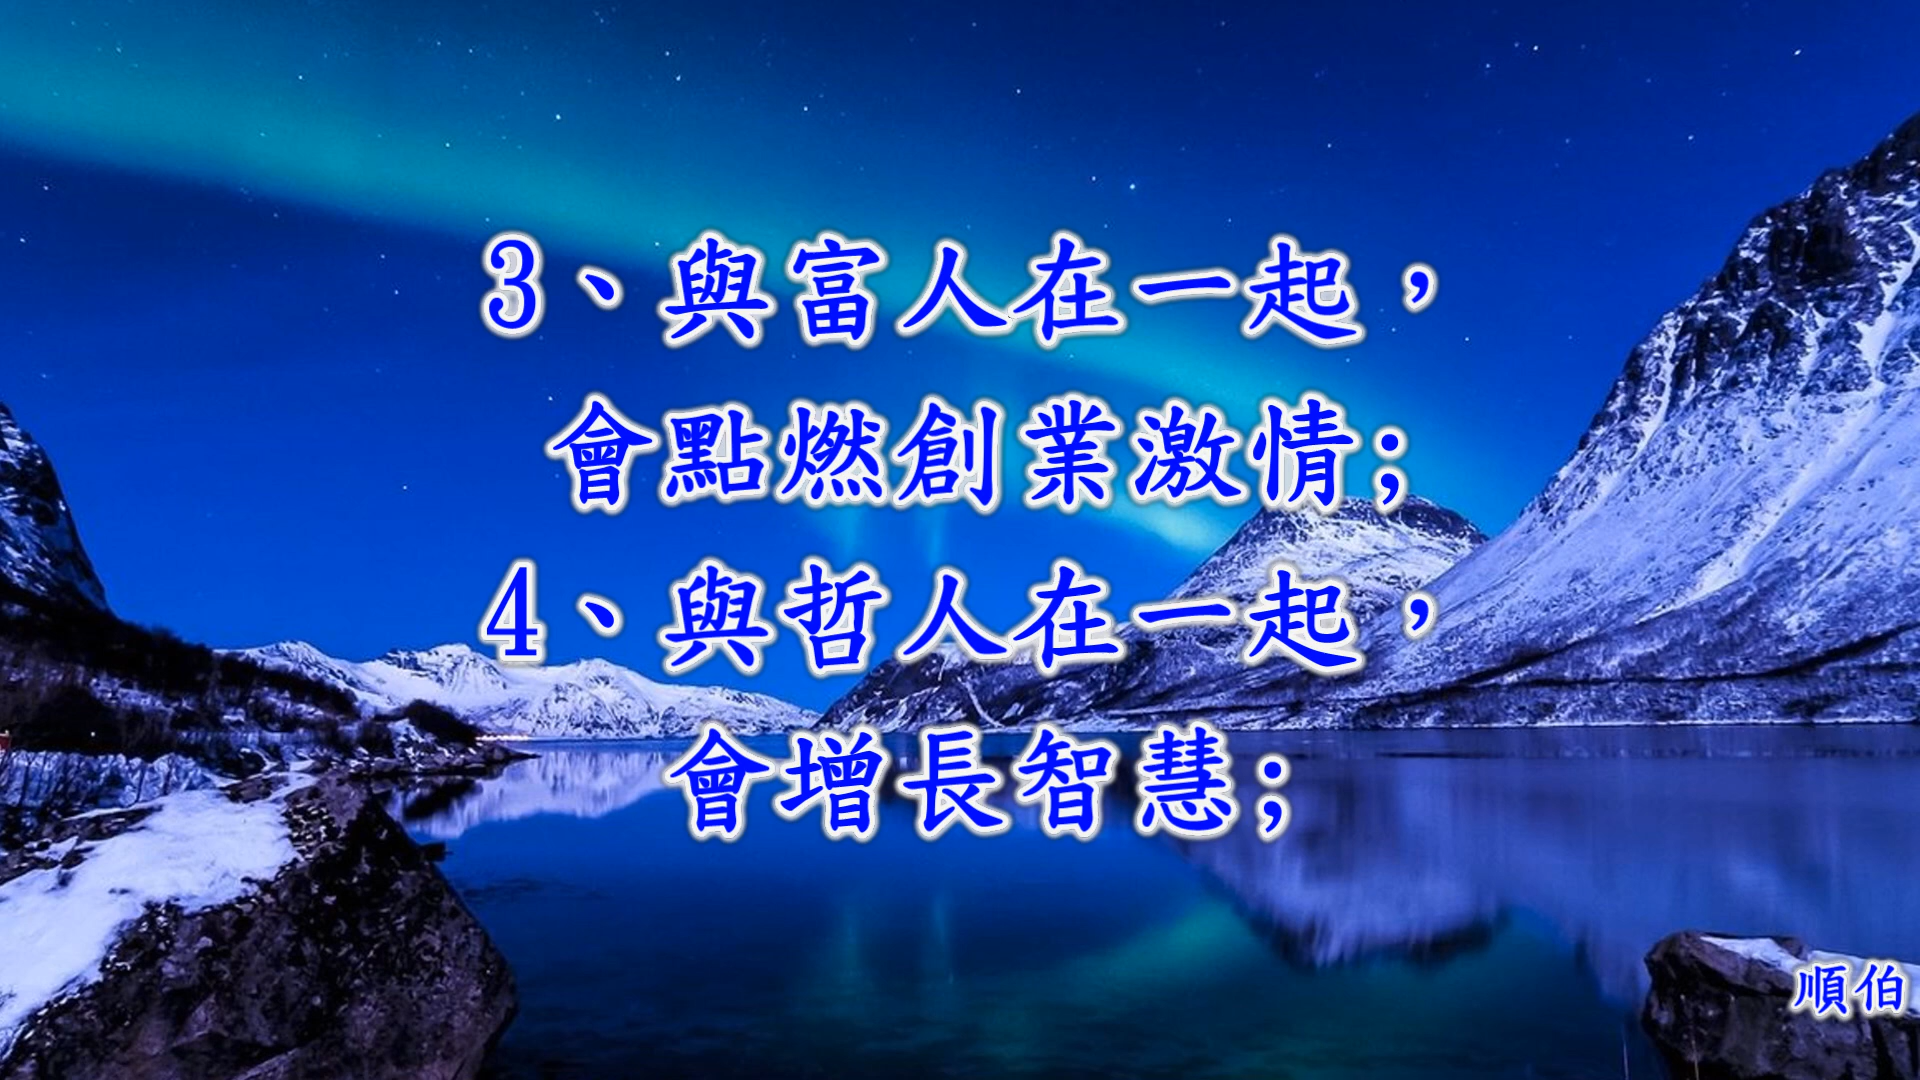 3、與富人在一起，
會點燃創業激情;
4、與哲人在一起，
會增長智慧;
順伯